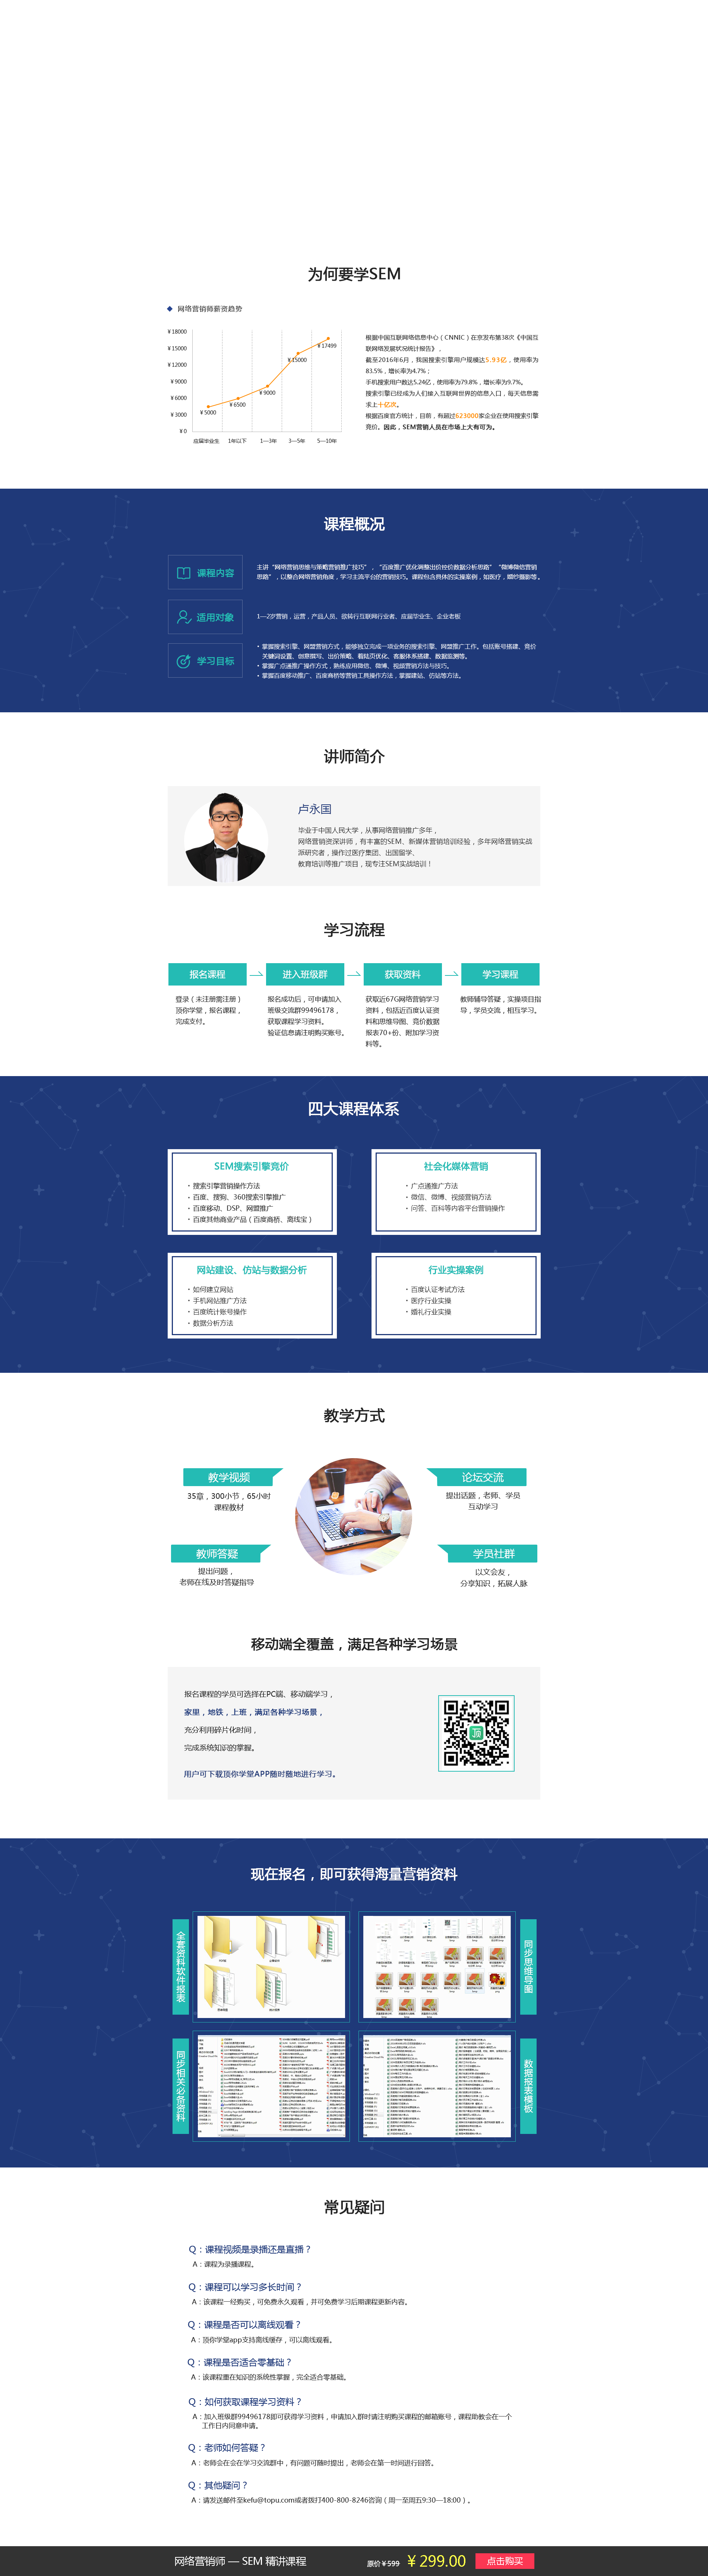 为何要学SEM
网络营销师薪资趋势
￥18000
￥15000
￥12000
￥9000
￥6000
￥3000
￥0
￥5000
￥6500
￥9000
￥15000
￥17499
应届毕业生
1年以下
1—3年
3—5年
5—10年
根据中国互联网络信息中心（CNNIC）在京发布第38次《中国互
联网络发展状况统计报告》，
截至2016年6月，我国搜索引擎用户规模达5.93亿，使用率为
83.5%，增长率为4.7%；
手机搜索用户数达5.24亿，使用率为79.8%，增长率为9.7%。
搜索引擎已经成为人们接入互联网世界的信息入口，每天信息需
求上十亿次。
根据百度官方统计，目前，有超过623000家企业在使用搜索引擎
竞价。因此，SEM营销人员在市场上大有可为。
课程概况
课程内容
主讲“网络营销思维与策略营销推广技巧”，“百度推广优化调整出价控价数据分析思路”“微博微信营销
思路”，以整合网络营销角度，学习主流平台的营销技巧。课程包含具体的实操案例，如医疗，婚纱摄影等。
适用对象
1—2岁营销，运营，产品人员、欲转行互联网行业者、应届毕业生、企业老板
学习目标
• 掌握搜索引擎、网盟营销方式，能够独立完成一项业务的搜索引擎、网盟推广工作。包括账号搭建、竞价
关键词设置、创意撰写、出价策略、着陆页优化、客服体系搭建、数据监测等。
• 掌握广点通推广操作方式，熟练应用微信、微博、视频营销方法与技巧。
• 掌握百度移动推广、百度商桥等营销工具操作方法，掌握建站、仿站等方法。
讲师简介
卢永国
毕业于中国人民大学，从事网络营销推广多年，
网络营销资深讲师，有丰富的SEM、新媒体营销培训经验，多年网络营销实战
派研究者，操作过医疗集团、出国留学、
教育培训等推广项目，现专注SEM实战培训！
学习流程
报名课程
进入班级群
获取资料
学习课程
登录（未注册需注册）
顶你学堂，报名课程，
完成支付。
报名成功后，可申请加入
班级交流群99496178，
获取课程学习资料。
验证信息请注明购买账号。
获取近67G网络营销学习
资料，包括近百度认证资
料和思维导图、竞价数据
报表70+份、附加学习资
料等。
教师辅导答疑，实操项目指
导，学员交流，相互学习。
四大课程体系
SEM搜索引擎竞价
• 搜索引擎营销操作方法
• 百度、搜狗、360搜索引擎推广
• 百度移动、DSP、网盟推广
• 百度其他商业产品（百度商桥、离线宝）
社会化媒体营销
• 广点通推广方法
• 微信、微博、视频营销方法
• 问答、百科等内容平台营销操作
网站建设、仿站与数据分析
• 如何建立网站
• 手机网站推广方法
• 百度统计账号操作
• 数据分析方法
行业实操案例
• 百度认证考试方法
• 医疗行业实操
• 婚礼行业实操
教学方式
教学视频
35章，300小节，65小时
课程教材
论坛交流
提出话题，老师、学员
互动学习
教师答疑
提出问题，
老师在线及时答疑指导
学员社群
以文会友，
分享知识，拓展人脉
移动端全覆盖，满足各种学习场景
报名课程的学员可选择在PC端、移动端学习，
家里，地铁，上班，满足各种学习场景，
充分利用碎片化时间，
完成系统知识的掌握。
用户可下载顶你学堂APP随时随地进行学习。
顶
现在报名，即可获得海量营销资料
全套资料软件报表
同步思维导图
同步相关必备资料
数据报表模板
常见疑问
Q：课程视频是录播还是直播？
A：课程为录播课程。
Q：课程可以学习多长时间？
A：该课程一经购买，可免费永久观看，并可免费学习后期课程更新内容。
Q：课程是否可以离线观看？
A：顶你学堂app支持离线缓存，可以离线观看。
Q：课程是否适合零基础？
A：该课程重在知识的系统性掌握，完全适合零基础。
Q：如何获取课程学习资料？
A：加入班级群99496178即可获得学习资料，申请加入群时请注明购买课程的邮箱账号，课程助教会在一个
工作日内同意申请。
Q：老师如何答疑？
A：老师会在会在学习交流群中，有问题可随时提出，老师会在第一时间进行回答。
Q：其他疑问？
A：请发送邮件至kefu@topu.com或者拨打400-800-8246咨询（周一至周五9:30—18:00）。
网络营销师 — SEM 精讲课程
原价￥599
￥299.00
点击购买